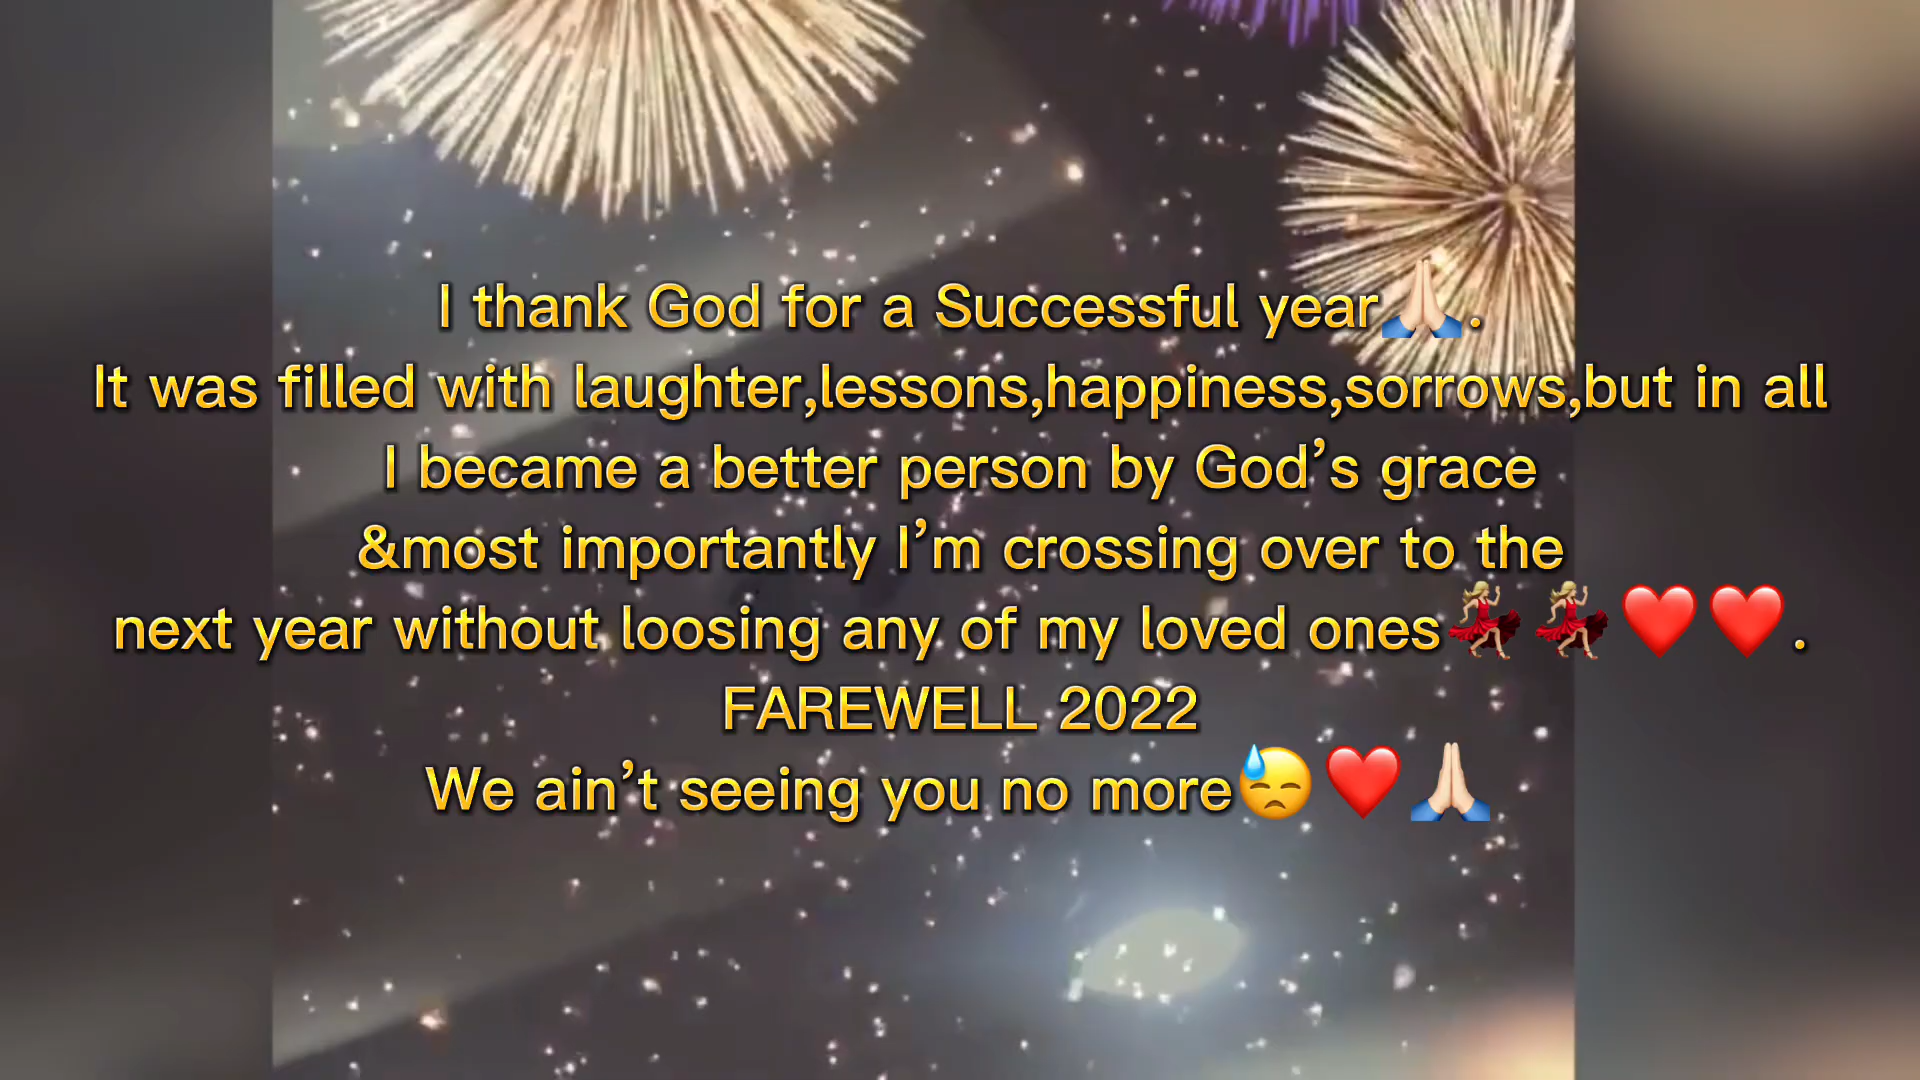 I thank God for a Successful year🙏🏻.
It was filled with laughter,lessons,happiness,sorrows,but in all
I became a better person by God’s grace
&most importantly I’m crossing over to the
next year without loosing any of my loved ones💃🏼💃🏼❤️❤️.
FAREWELL 2022
We ain’t seeing you no more😓❤️🙏🏻